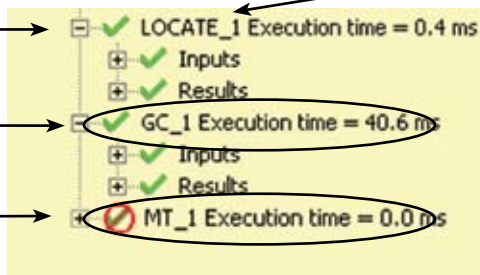 LOCATE_1 Execution time = 0.4 ms
Inputs
Results
GC_1 Execution time = 40.6 ms
Inputs
Results
MT_1 Execution time = 0.0 ms